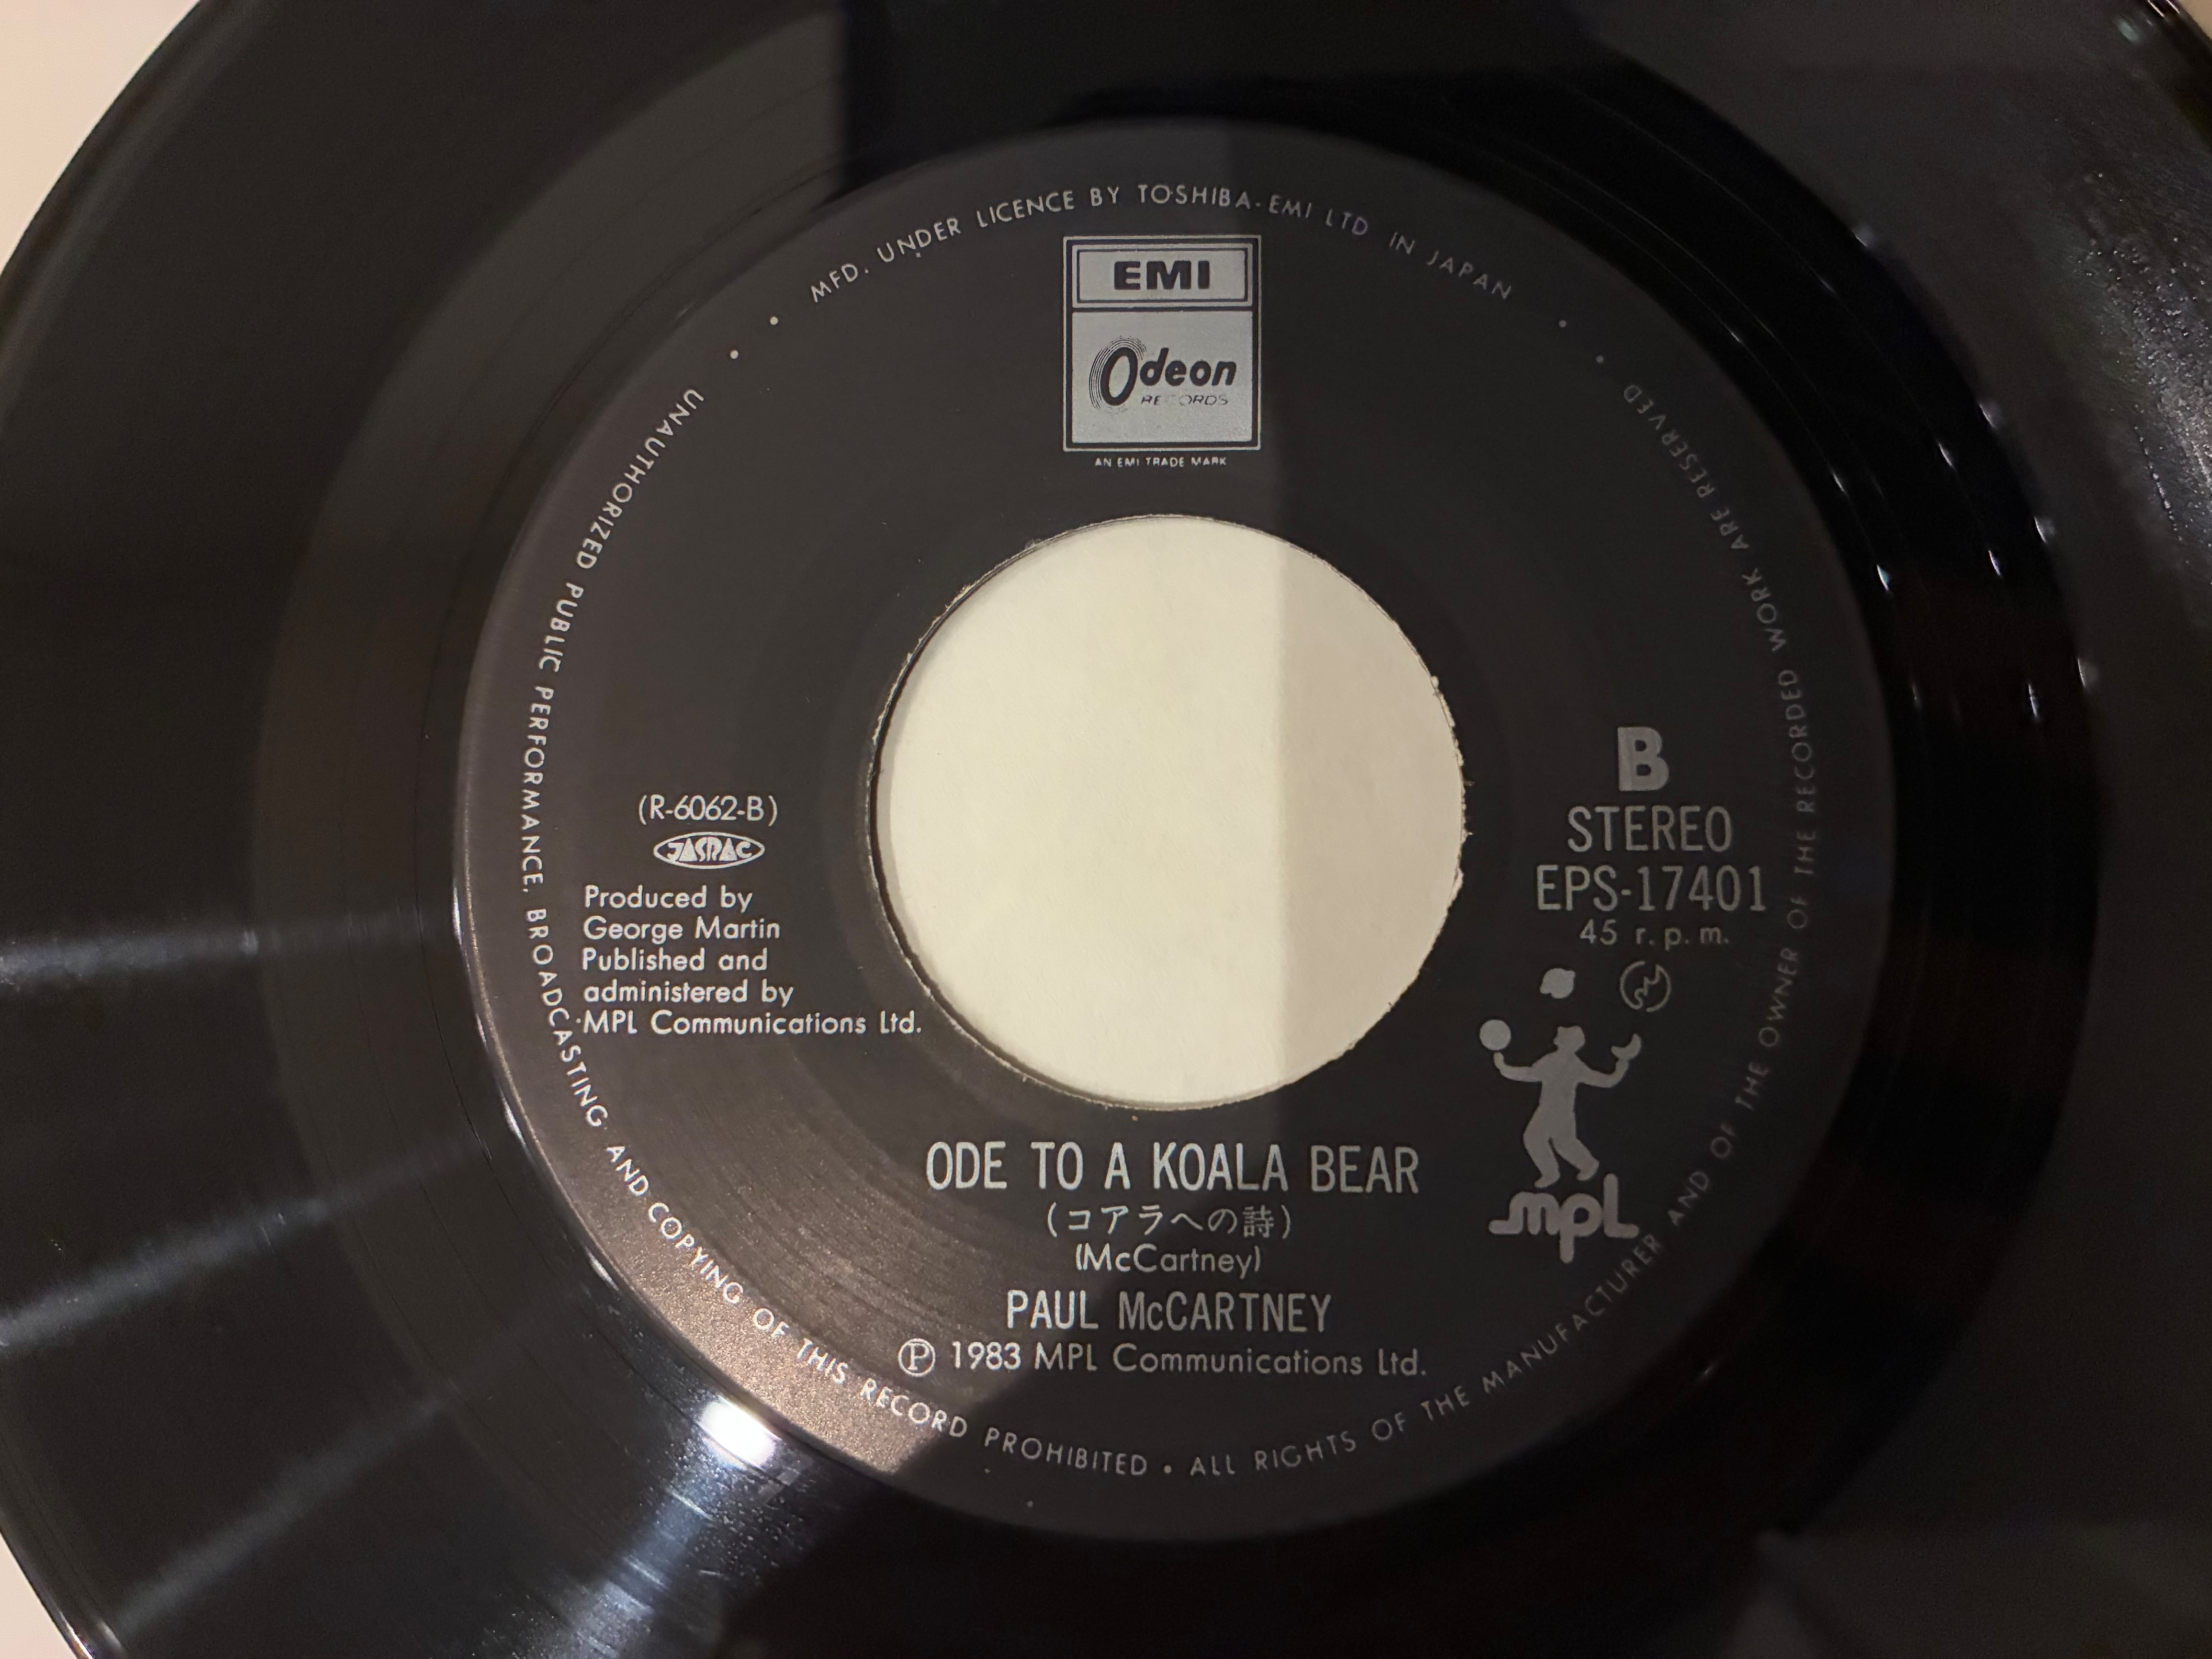 MFD. UNDER LICENCE BY TOSHIBA-EMI LTD IN JAPAN
EMI
Odeon
RECORDS
AN EMI TRADE MARK
UNAUTHORIZED PUBLIC PERFORMANCE, BROADCASTING AND COPYING OF THIS RECORD PROHIBITED • ALL RIGHTS OF THE MANUFACTURER AND OF THE OWNER OF THE RECORDED WORK ARE RESERVED
(R-6062-B)
JASRAC
Produced by
George Martin
Published and
administered by
MPL Communications Ltd.
B
STEREO
EPS-17401
45 r.p.m.
mpL
ODE TO A KOALA BEAR
(コアラへの詩)
(McCartney)
PAUL McCARTNEY
Ⓟ 1983 MPL Communications Ltd.